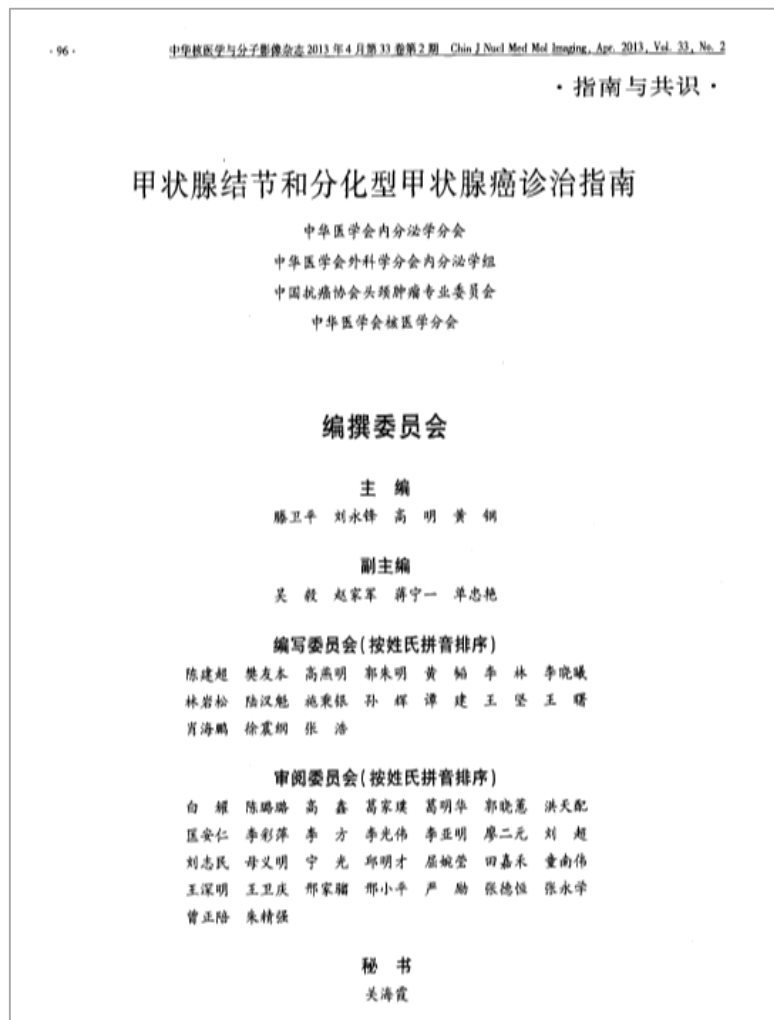 · 96 ·
中华核医学与分子影像杂志 2013 年 4 月第 33 卷第 2 期 Chin J Nucl Med Mol Imaging, Apr. 2013, Vol. 33, No. 2
· 指南与共识 ·
甲状腺结节和分化型甲状腺癌诊治指南
中华医学会内分泌学分会
中华医学会外科学分会内分泌学组
中国抗癌协会头颈肿瘤专业委员会
中华医学会核医学分会
编撰委员会
主 编
滕卫平 刘永锋 高 明 黄 钢
副主编
吴 毅 赵家军 蒋宁一 单忠艳
编写委员会(按姓氏拼音排序)
陈建超 樊友本 高燕明 郭朱明 黄 韬 李 林 李晓曦
林岩松 陆汉魁 施秉银 孙 辉 谭 建 王 坚 王 曙
肖海鹏 徐震纲 张 浩
审阅委员会(按姓氏拼音排序)
白 耀 陈璐璐 高 鑫 葛家璞 葛明华 郭晓蕙 洪天配
匡安仁 李彩萍 李 方 李光伟 李亚明 廖二元 刘 超
刘志民 母义明 宁 光 邱明才 屈婉莹 田嘉禾 童南伟
王深明 王卫庆 邢家骝 邢小平 严 励 张德恒 张永学
曾正陪 朱精强
秘 书
关海霞